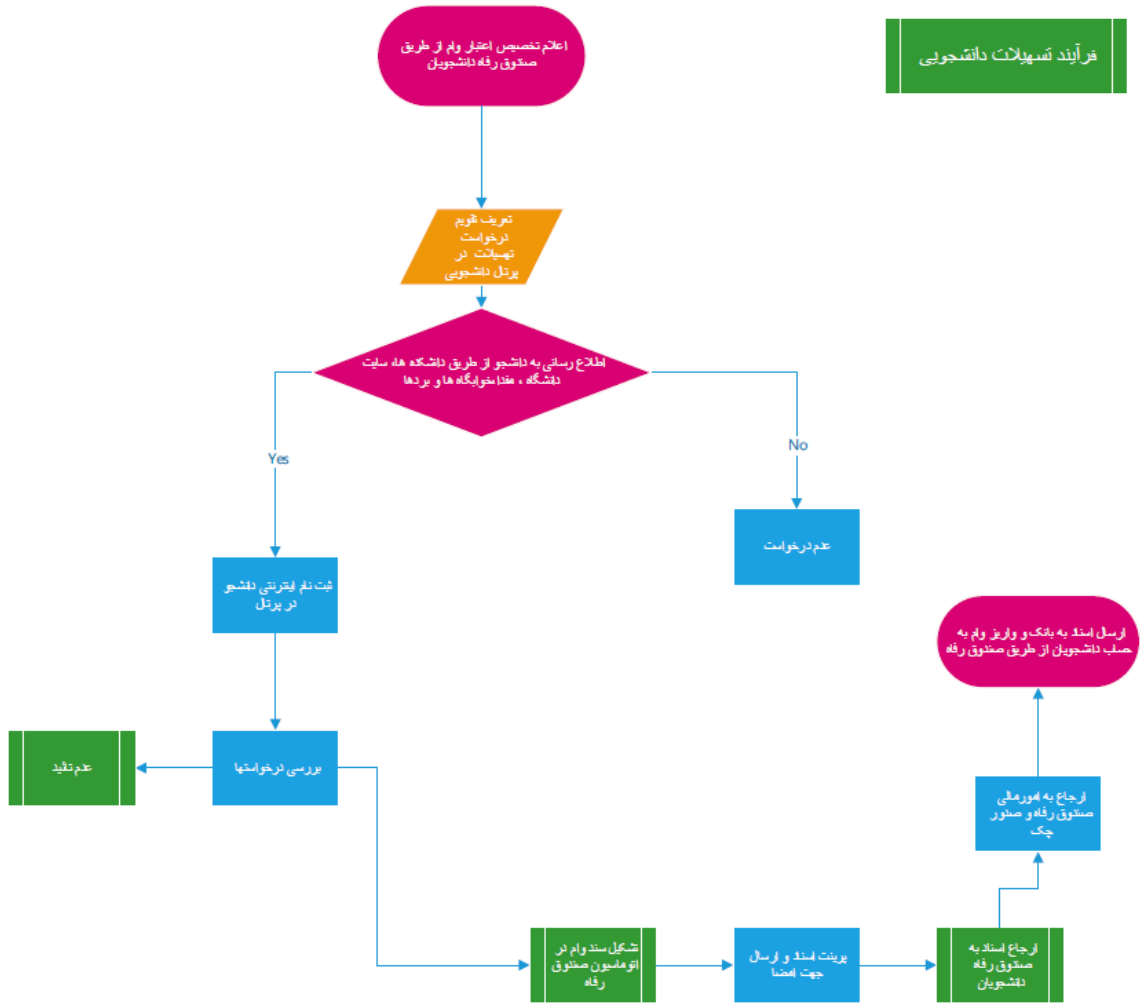 فرآیند تسهیلات دانشجویی
اعلام تخصیص اعتبار وام از طریق
صندوق رفاه دانشجویان
تعریف تقویم
درخواست
تهسیلات در
پرتال دانشجویی
اطلاع رسانی به دانشجو از طریق دانشکده ها، سایت
دانشگاه ، مفدا،خوابگاه ها و بردها
Yes
No
عدم درخواست
ثبت نام اینترنتی دانشجو
در پرتال
ارسال اسناد به بانک و واریز وام به
حساب دانشجویان از طریق صندوق رفاه
عدم تائید
بررسی درخواستها
ارجاع به امورمالی
صندوق رفاه و صدور
چک
تشکیل سند وام در
اتوماسیون صندوق
رفاه
پرینت اسناد و ارسال
جهت امضا
ارجاع اسناد به
صندوق رفاه
دانشجویان